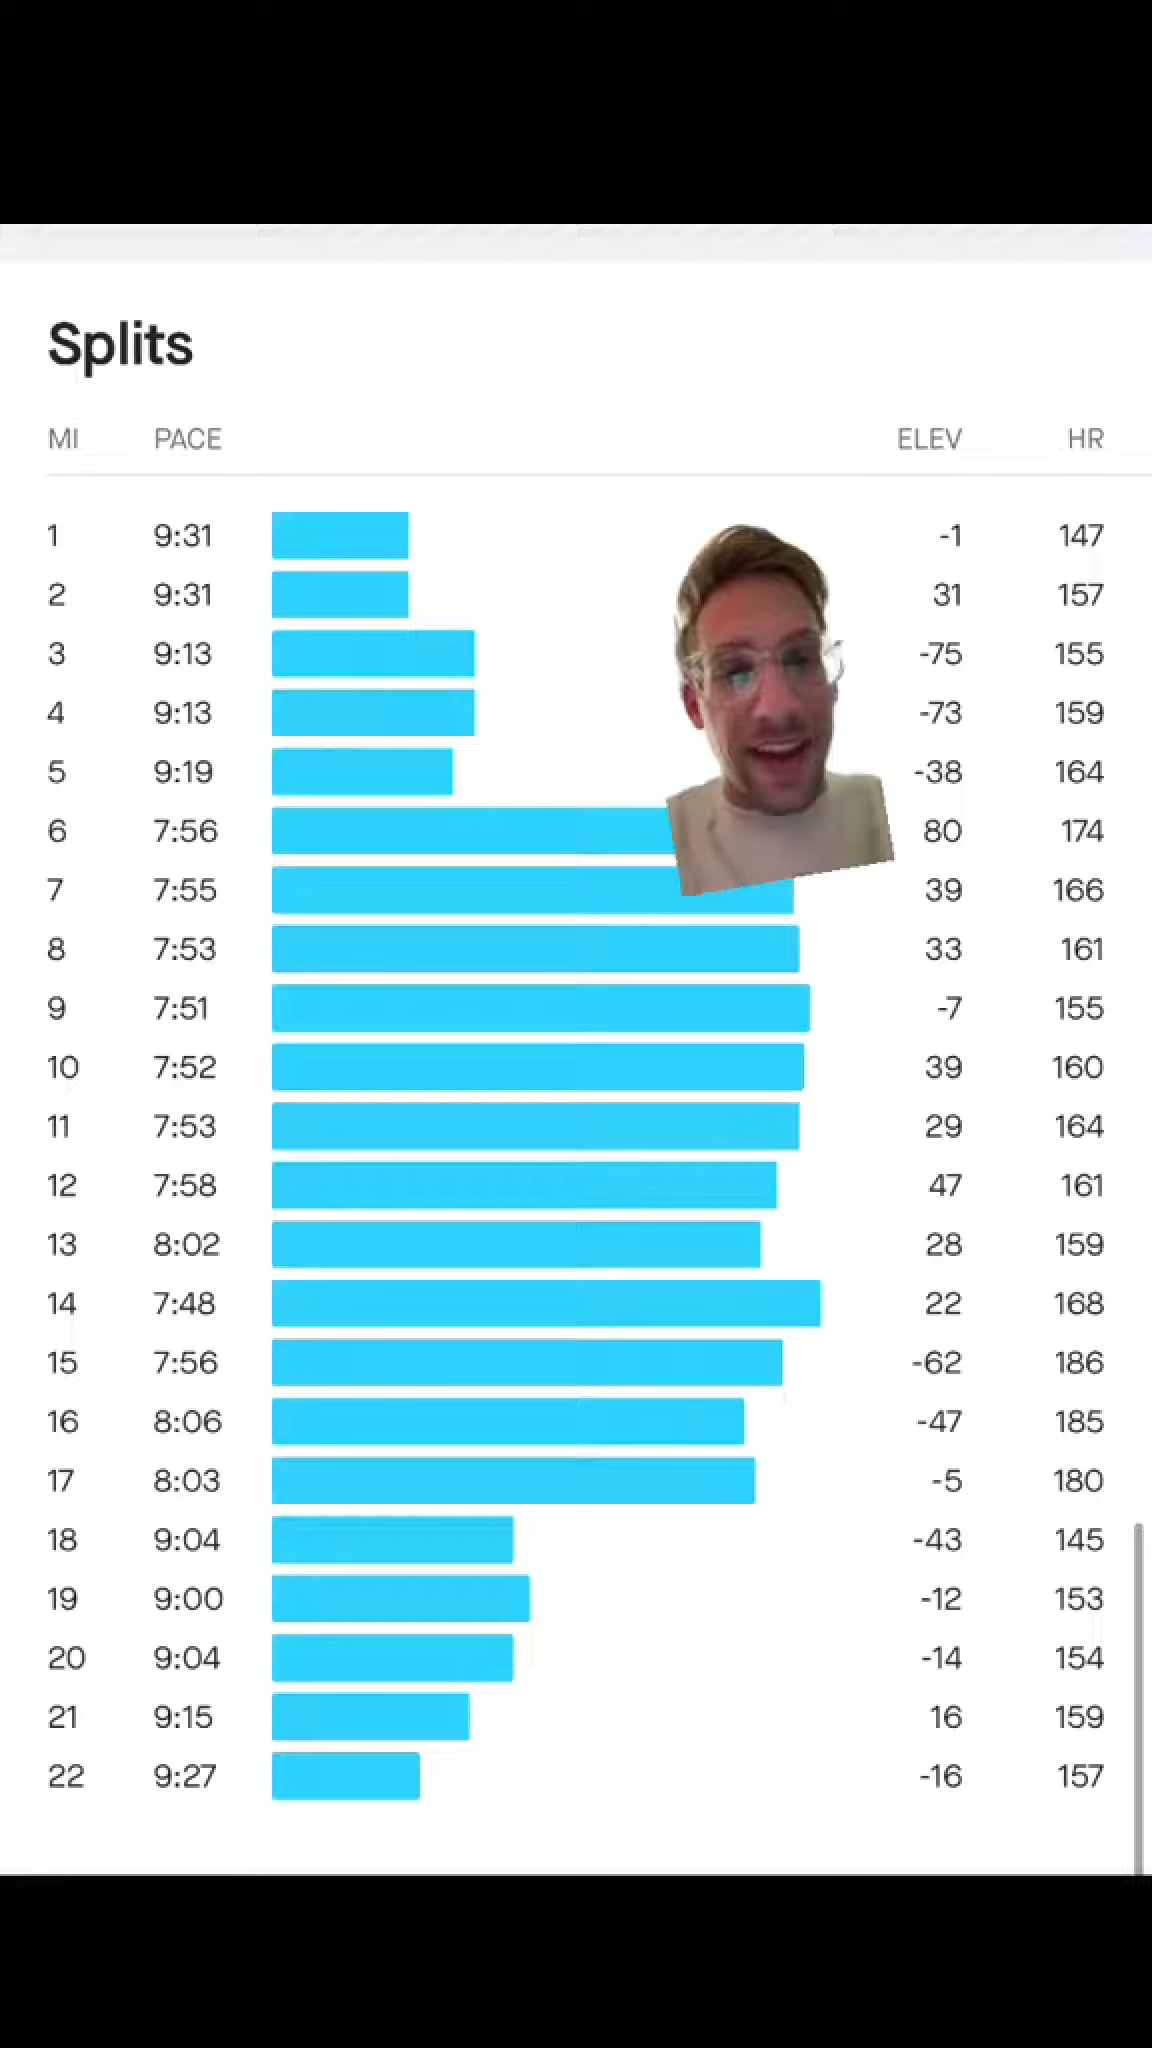 Splits
MI PACE ELEV HR
1 9:31 -1 147
2 9:31 31 157
3 9:13 -75 155
4 9:13 -73 159
5 9:19 -38 164
6 7:56 80 174
7 7:55 39 166
8 7:53 33 161
9 7:51 -7 155
10 7:52 39 160
11 7:53 29 164
12 7:58 47 161
13 8:02 28 159
14 7:48 22 168
15 7:56 -62 186
16 8:06 -47 185
17 8:03 -5 180
18 9:04 -43 145
19 9:00 -12 153
20 9:04 -14 154
21 9:15 16 159
22 9:27 -16 157